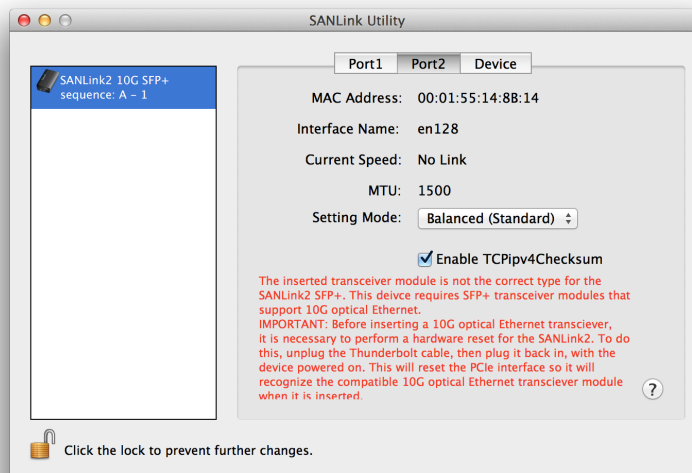 SANLink Utility
SANLink2 10G SFP+
sequence: A - 1
Port1 Port2 Device
MAC Address: 00:01:55:14:8B:14
Interface Name: en128
Current Speed: No Link
MTU: 1500
Setting Mode: Balanced (Standard)
Enable TCPipv4Checksum
The inserted transceiver module is not the correct type for the
SANLink2 SFP+. This deivce requires SFP+ transceiver modules that
support 10G optical Ethernet.
IMPORTANT: Before inserting a 10G optical Ethernet transciever,
it is necessary to perform a hardware reset for the SANLink2. To do
this, unplug the Thunderbolt cable, then plug it back in, with the
device powered on. This will reset the PCIe interface so it will
recognize the compatible 10G optical Ethernet transciever module
when it is inserted.
?
Click the lock to prevent further changes.